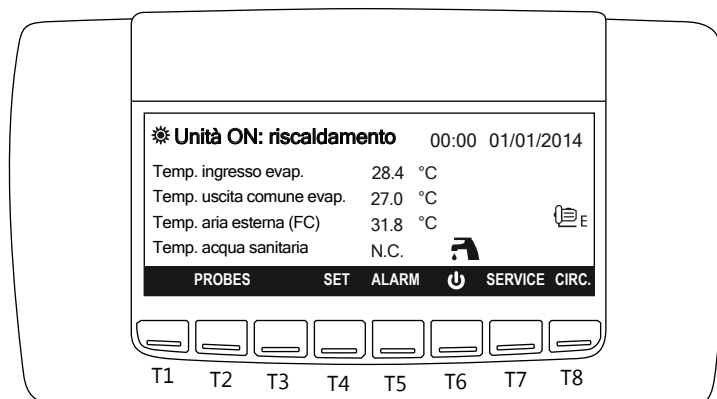 Unità ON: riscaldamento 00:00 01/01/2014
Temp. ingresso evap. 28.4 °C
Temp. uscita comune evap. 27.0 °C
Temp. aria esterna (FC) 31.8 °C
E
Temp. acqua sanitaria N.C.
PROBES SET ALARM SERVICE CIRC.
T1 T2 T3 T4 T5 T6 T7 T8